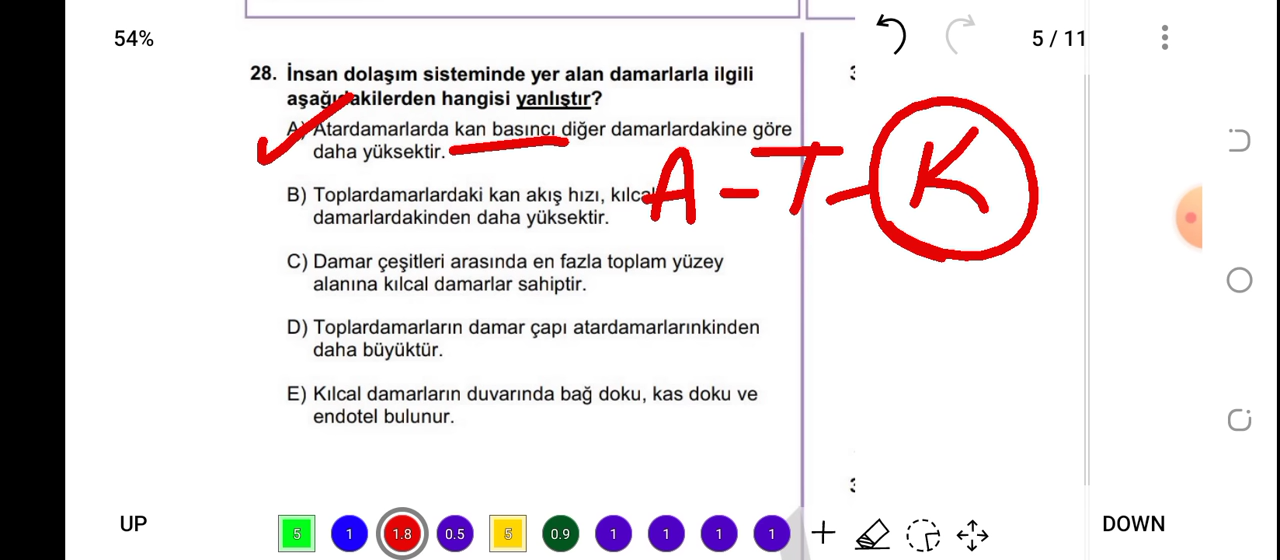 54%
5 / 11
28. İnsan dolaşım sisteminde yer alan damarlarla ilgili
aşağıdakilerden hangisi yanlıştır?
A) Atardamarlarda kan basıncı diğer damarlardakine göre
daha yüksektir.
A - T - K
B) Toplardamarlardaki kan akış hızı,
damarlardakinden daha yüksektir.
C) Damar çeşitleri arasında en fazla toplam yüzey
alanına kılcal damarlar sahiptir.
D) Toplardamarların damar çapı atardamarlarınkinden
daha büyüktür.
E) Kılcal damarların duvarında bağ doku, kas doku ve
endotel bulunur.
UP
5 1 1.8 0.5 5 0.9 1 1 1 1
DOWN